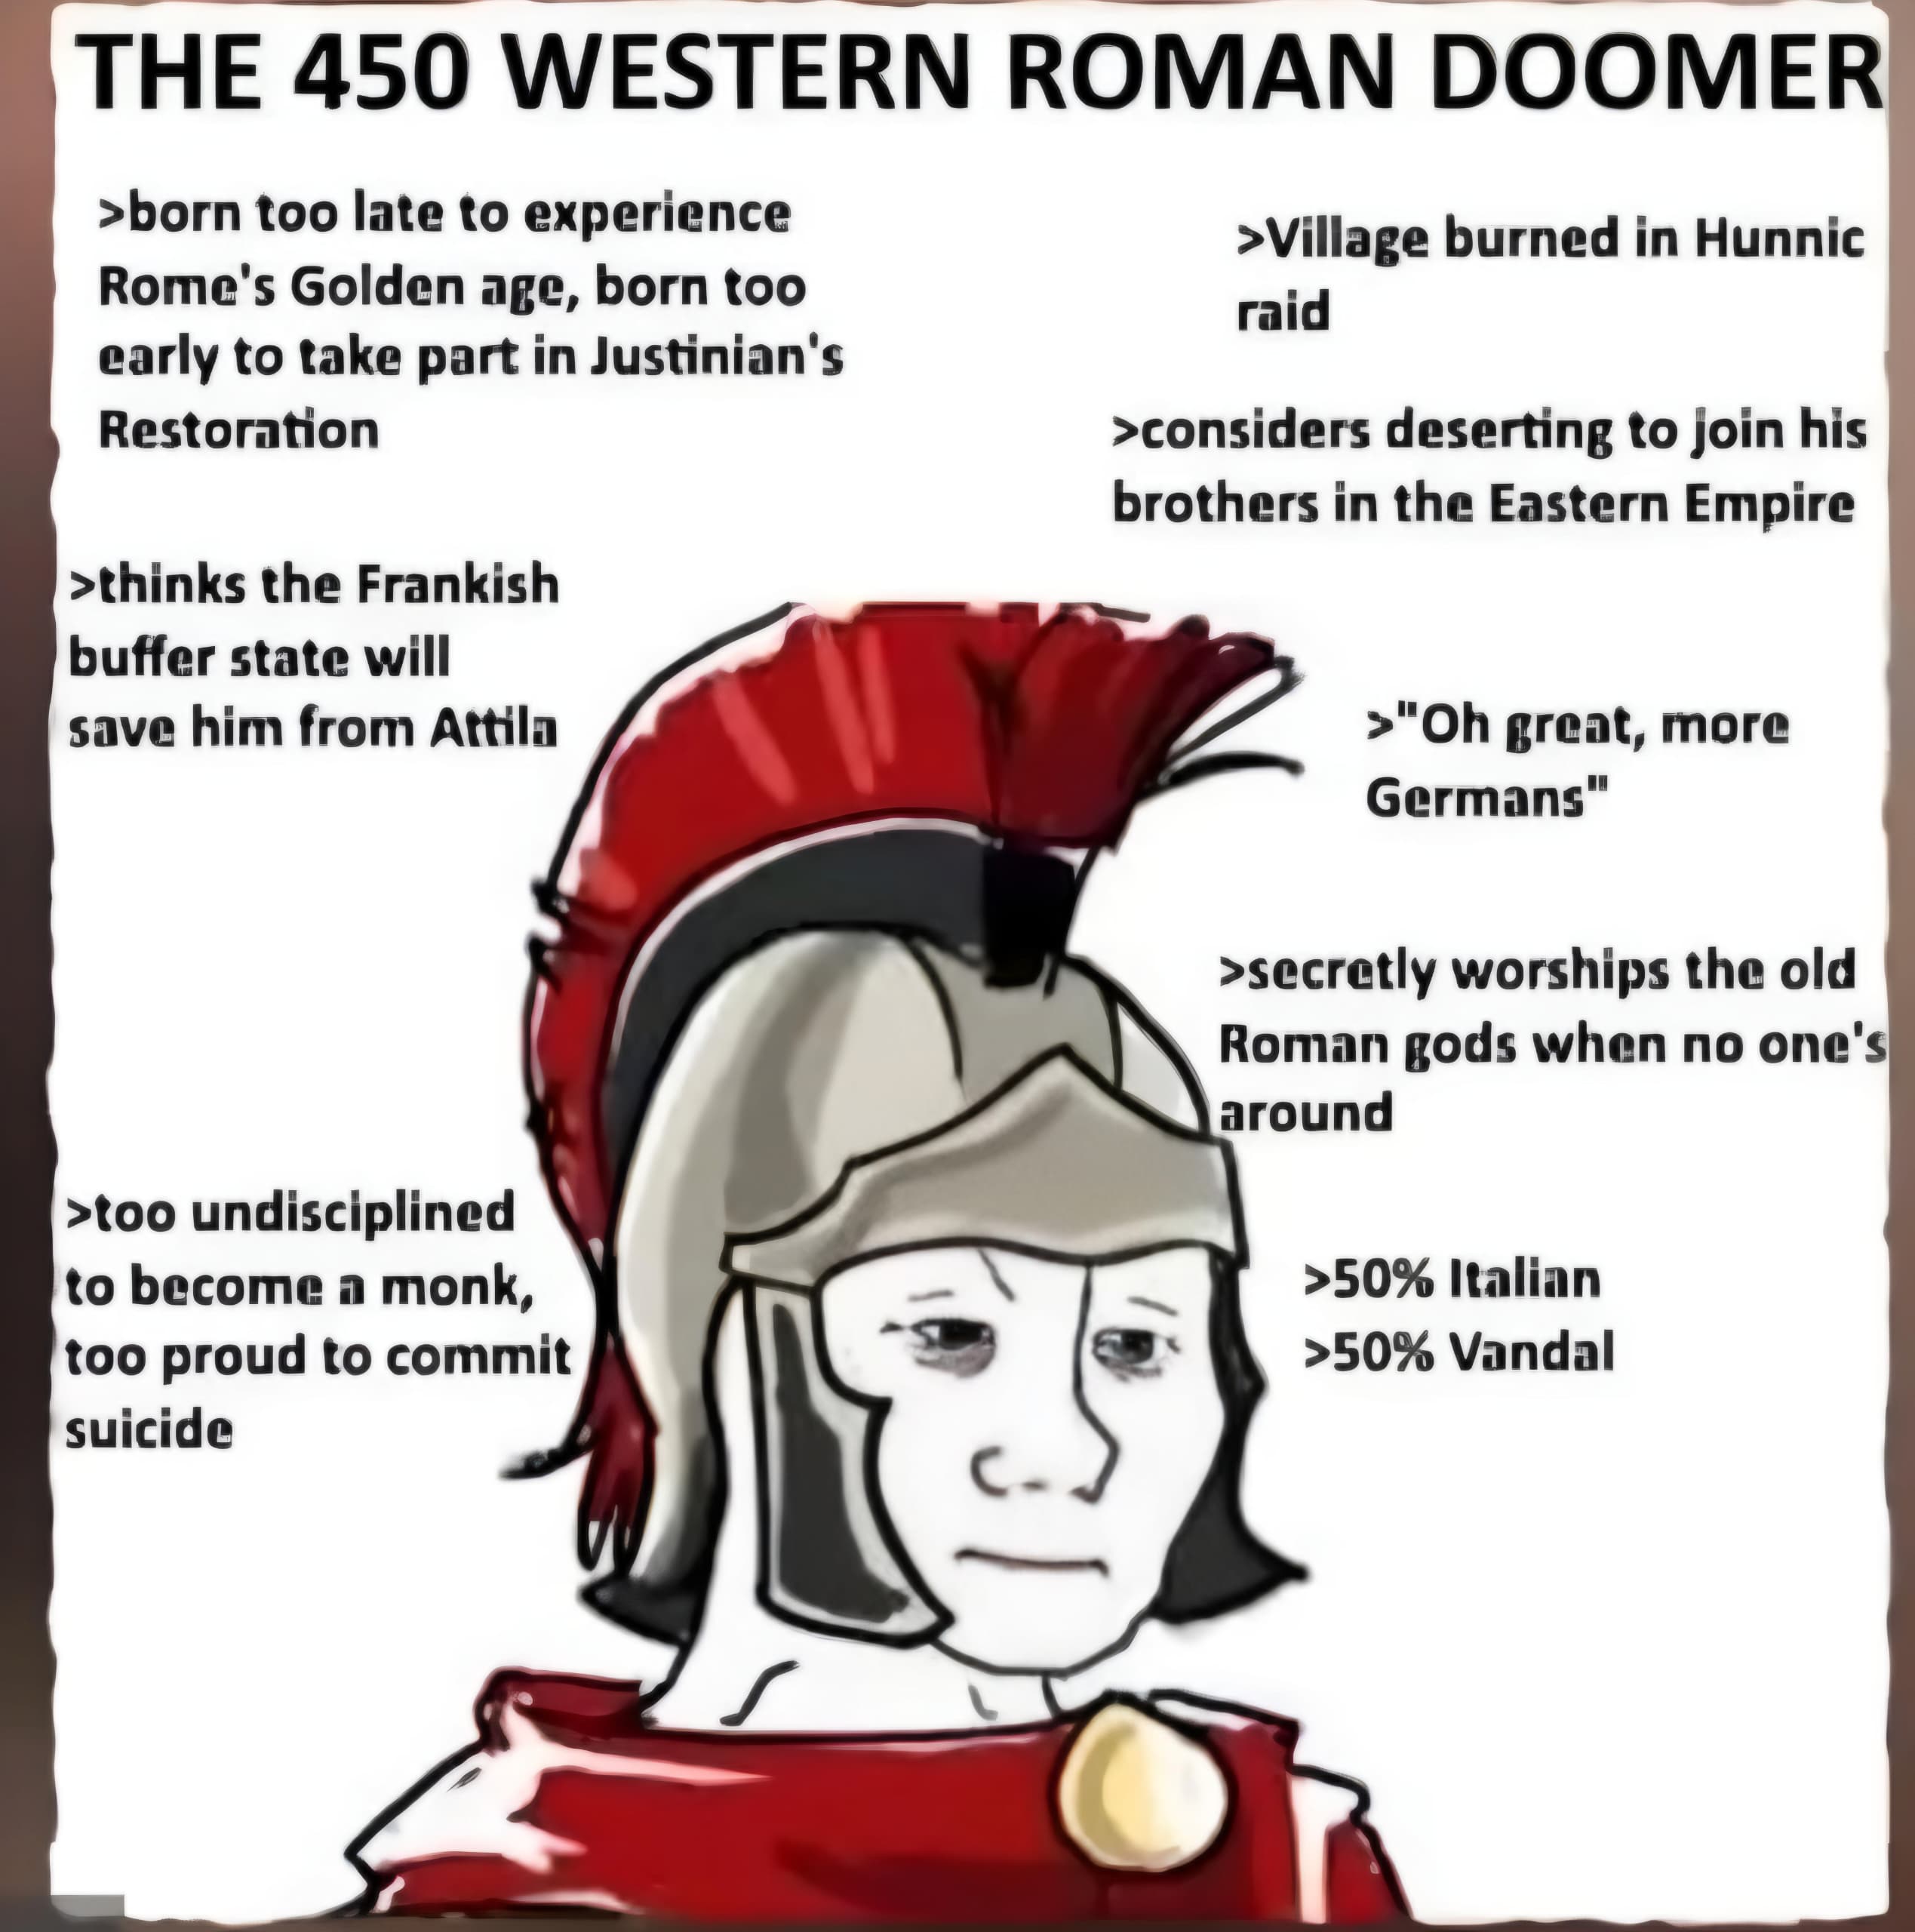 THE 450 WESTERN ROMAN DOOMER
>born too late to experience
Rome's Golden age, born too
early to take part in Justinian's
Restoration
>Village burned in Hunnic
raid
>considers deserting to join his
brothers in the Eastern Empire
>thinks the Frankish
buffer state will
save him from Attila
>"Oh great, more
Germans"
>secretly worships the old
Roman gods when no one's
around
>too undisciplined
to become a monk,
too proud to commit
suicide
>50% Italian
>50% Vandal